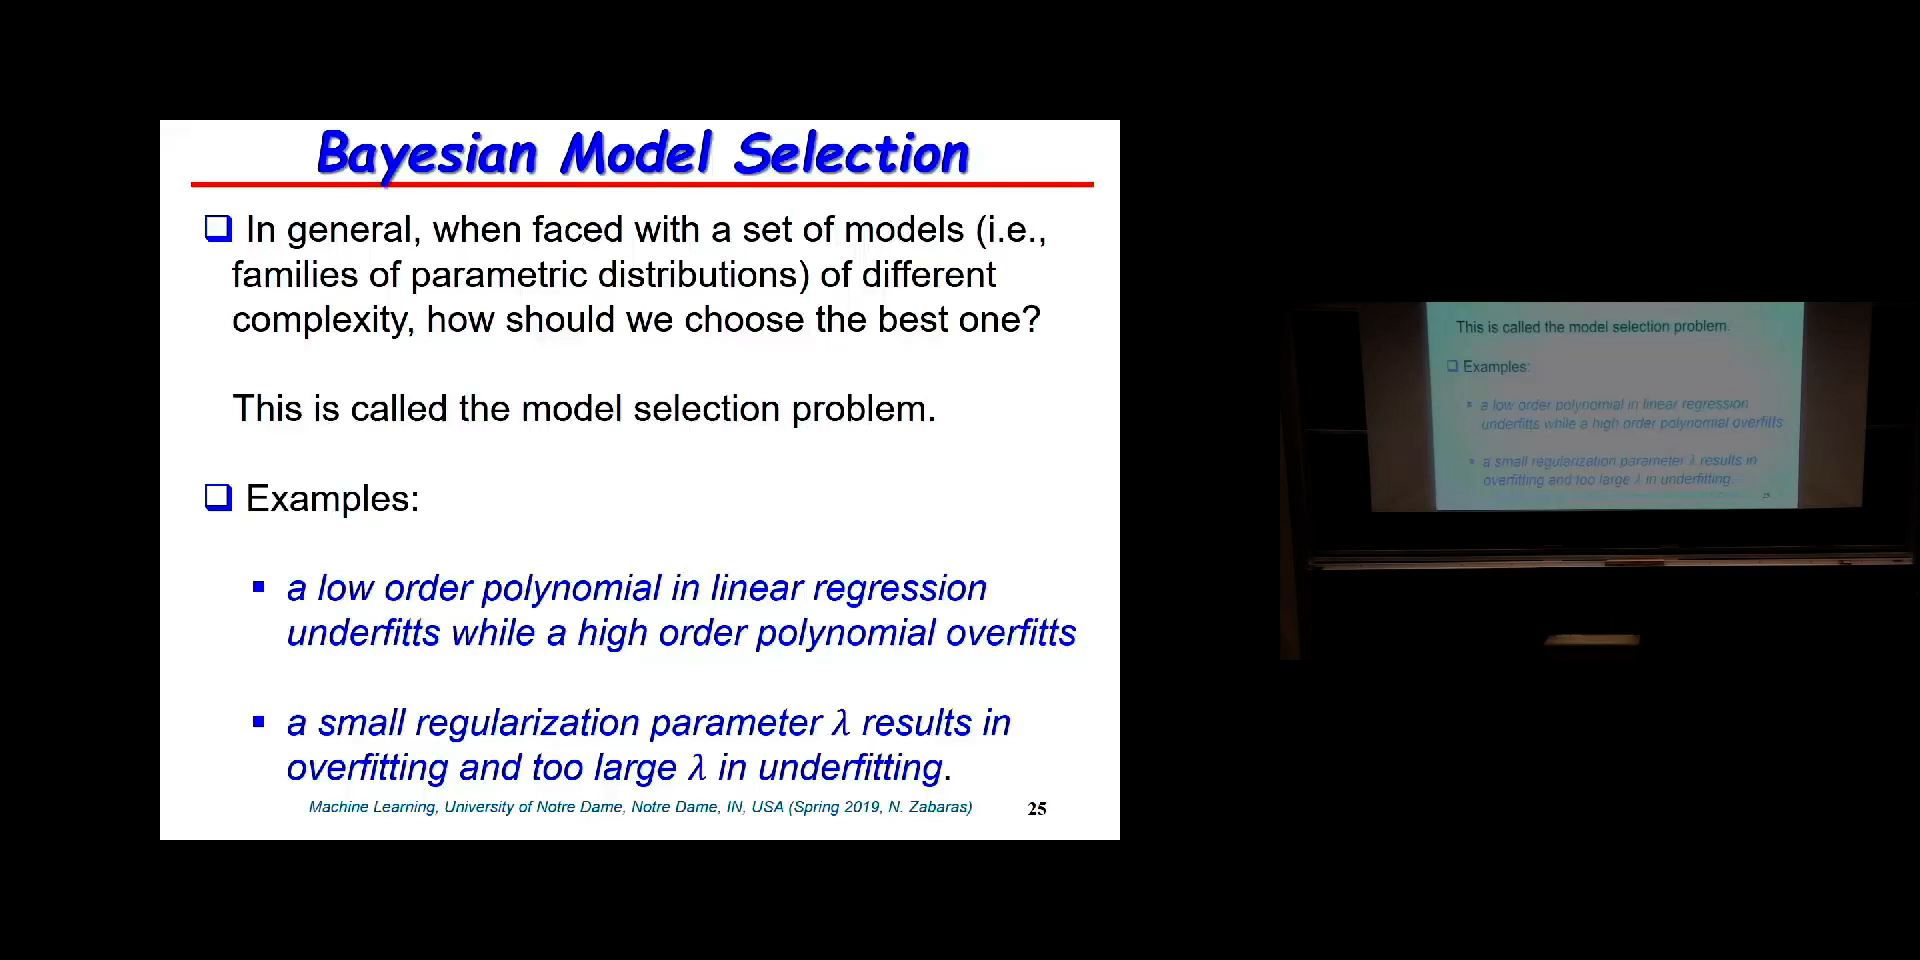 Bayesian Model Selection
In general, when faced with a set of models (i.e.,
families of parametric distributions) of different
complexity, how should we choose the best one?
This is called the model selection problem.
Examples:
a low order polynomial in linear regression
underfitts while a high order polynomial overfitts
a small regularization parameter λ results in
overfitting and too large λ in underfitting.
Machine Learning, University of Notre Dame, Notre Dame, IN, USA (Spring 2019, N. Zabaras)
25
This is called the model selection problem.
Examples:
a low order polynomial in linear regression
underfitts while a high order polynomial overfitts
a small regularization parameter λ results in
overfitting and too large λ in underfitting.
25